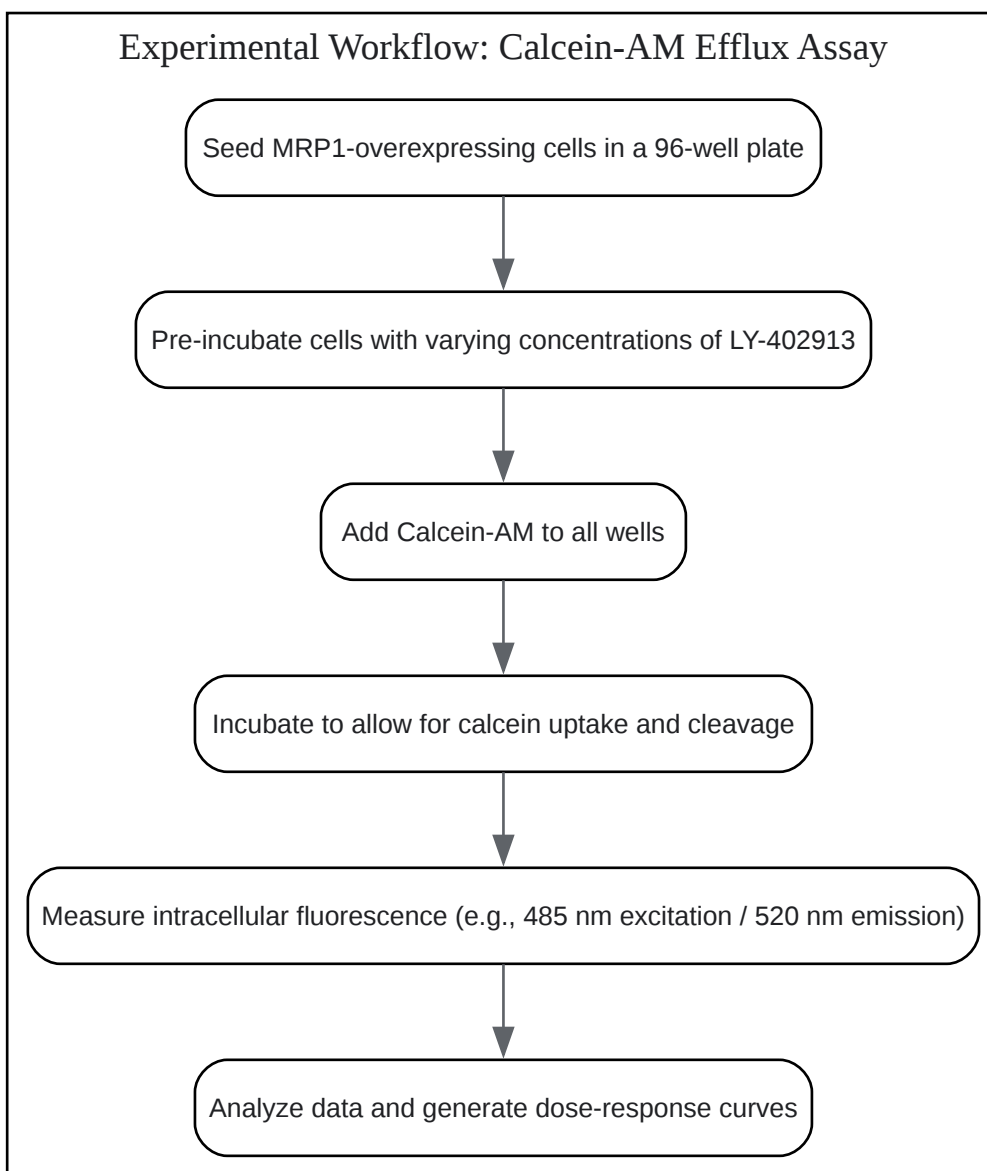 Experimental Workflow: Calcein-AM Efflux Assay
Seed MRP1-overexpressing cells in a 96-well plate
Pre-incubate cells with varying concentrations of LY-402913
Add Calcein-AM to all wells
Incubate to allow for calcein uptake and cleavage
Measure intracellular fluorescence (e.g., 485 nm excitation / 520 nm emission)
Analyze data and generate dose-response curves